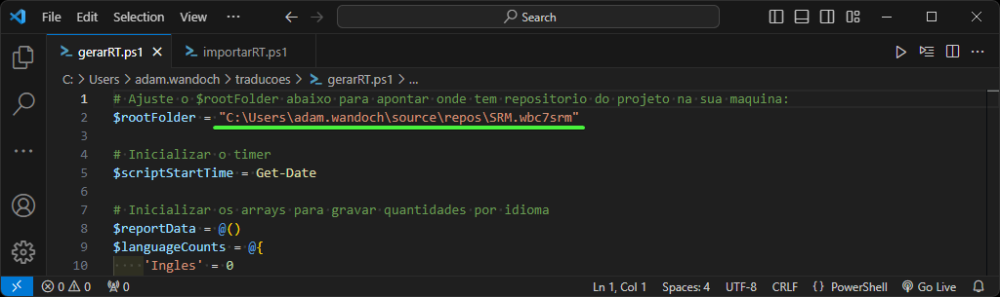 File Edit Selection ··· Search
gerarRT.ps1 importarRT.ps1
C: > Users > adam.wandoch > traducoes > gerarRT.ps1 > ...
1 # Ajuste o $rootFolder abaixo para apontar onde tem repositorio do projeto na sua maquina:
2 $rootFolder = "C:\Users\adam.wandoch\source\repos\SRM.wbc7srm"
3
4 # Inicializar o timer
5 $scriptStartTime = Get-Date
6
7 # Inicializar os arrays para gravar quantidades por idioma
8 $reportData = @()
9 $languageCounts = @{
10 'Ingles' = 0
0 0 0 Ln 1, Col 1 Spaces: 4 UTF-8 CRLF {} PowerShell Go Live